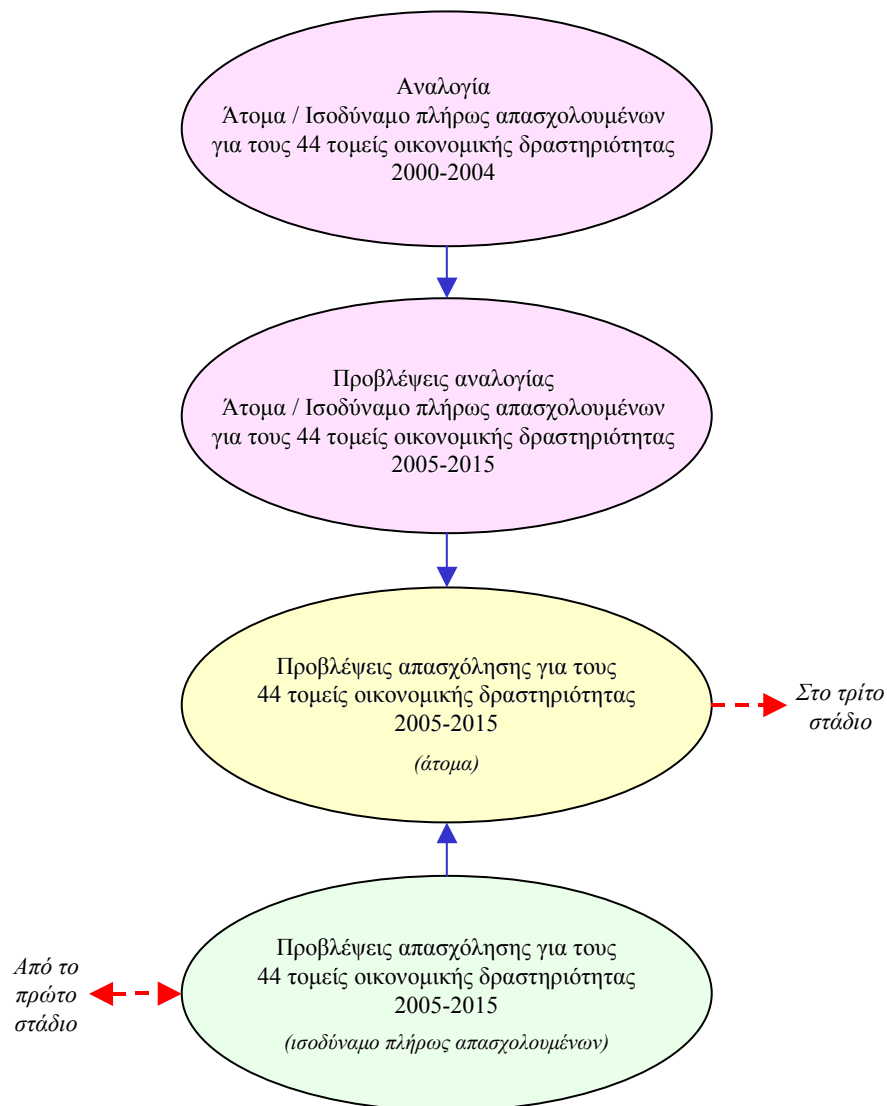 Αναλογία
Άτομα / Ισοδύναμο πλήρως απασχολουμένων
για τους 44 τομείς οικονομικής δραστηριότητας
2000-2004
Προβλέψεις αναλογίας
Άτομα / Ισοδύναμο πλήρως απασχολουμένων
για τους 44 τομείς οικονομικής δραστηριότητας
2005-2015
Προβλέψεις απασχόλησης για τους
44 τομείς οικονομικής δραστηριότητας
2005-2015
(άτομα)
Στο τρίτο
στάδιο
Προβλέψεις απασχόλησης για τους
44 τομείς οικονομικής δραστηριότητας
2005-2015
(ισοδύναμο πλήρως απασχολουμένων)
Από το
πρώτο
στάδιο